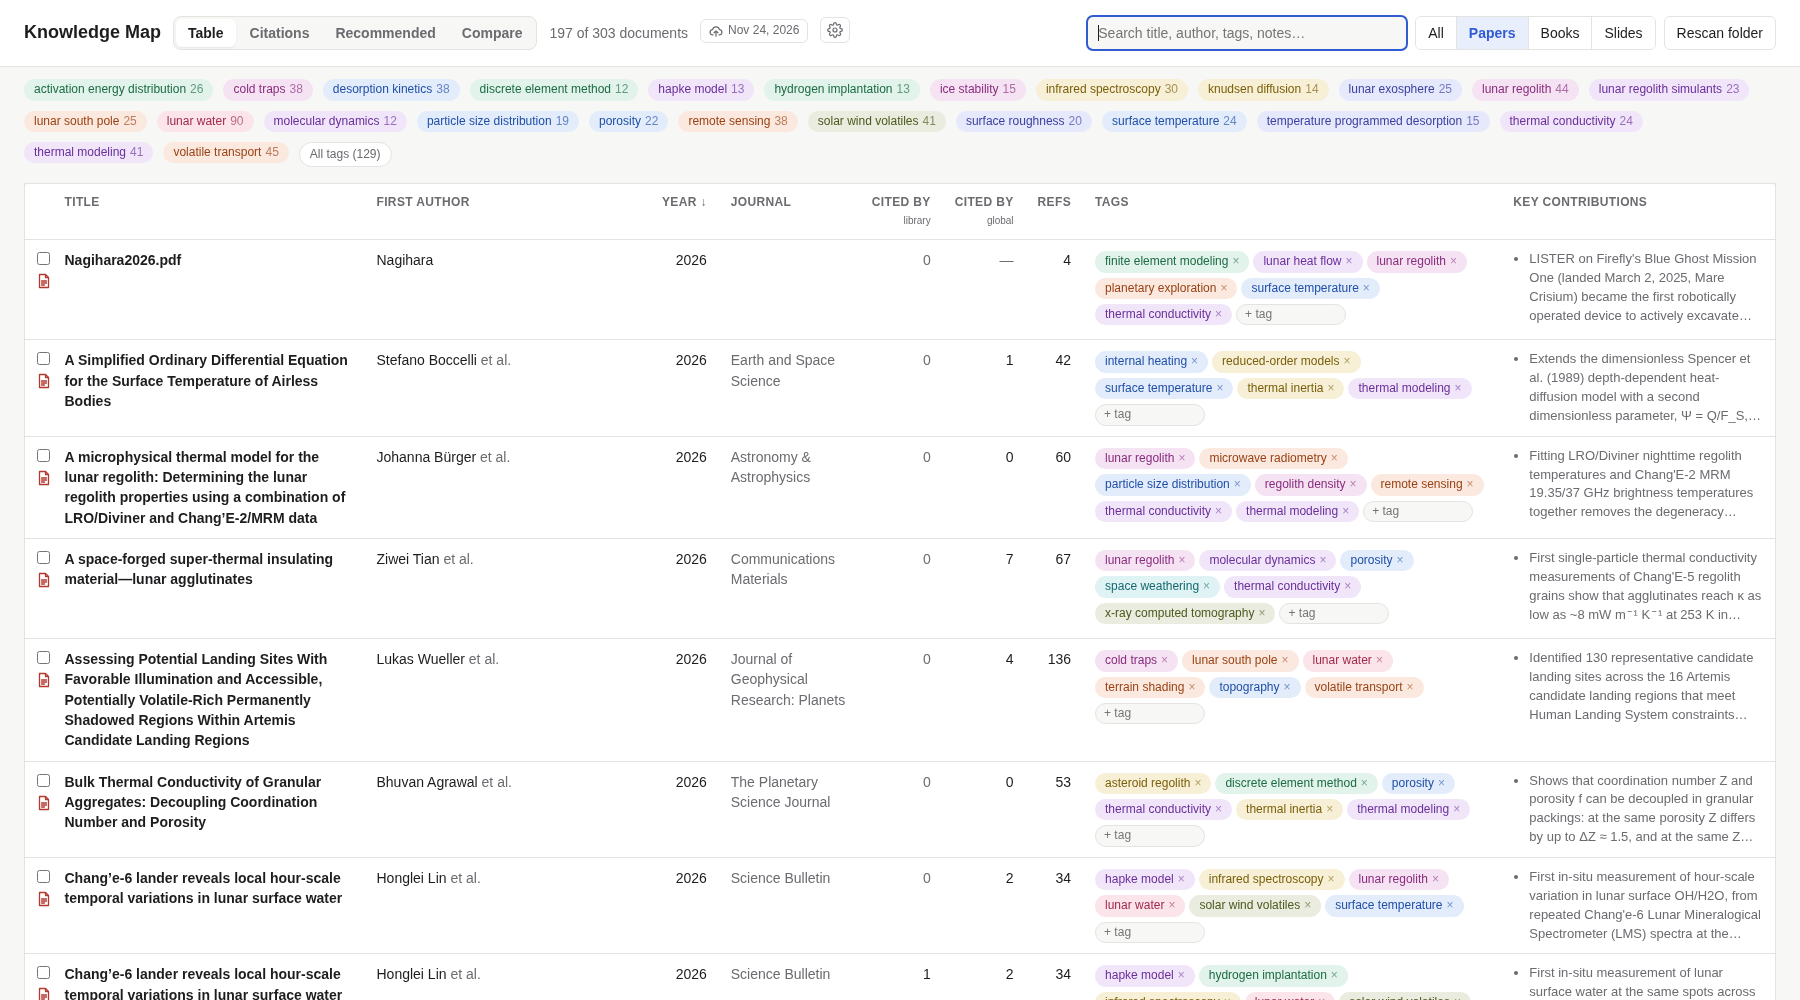 Knowledge Map
Table
Citations
Recommended
Compare
197 of 303 documents
Nov 24, 2026
Search title, author, tags, notes…
All
Papers
Books
Slides
Rescan folder
activation energy distribution 26
cold traps 38
desorption kinetics 38
discrete element method 12
hapke model 13
hydrogen implantation 13
ice stability 15
infrared spectroscopy 30
knudsen diffusion 14
lunar exosphere 25
lunar regolith 44
lunar regolith simulants 23
lunar south pole 25
lunar water 90
molecular dynamics 12
particle size distribution 19
porosity 22
remote sensing 38
solar wind volatiles 41
surface roughness 20
surface temperature 24
temperature programmed desorption 15
thermal conductivity 24
thermal modeling 41
volatile transport 45
All tags (129)
TITLE
FIRST AUTHOR
YEAR ↓
JOURNAL
CITED BY
library
CITED BY
global
REFS
TAGS
KEY CONTRIBUTIONS
Nagihara2026.pdf
Nagihara
2026
0
—
4
finite element modeling ×
lunar heat flow ×
lunar regolith ×
planetary exploration ×
surface temperature ×
thermal conductivity ×
+ tag
• LISTER on Firefly's Blue Ghost Mission
One (landed March 2, 2025, Mare
Crisium) became the first robotically
operated device to actively excavate…
A Simplified Ordinary Differential Equation
for the Surface Temperature of Airless
Bodies
Stefano Boccelli et al.
2026
Earth and Space
Science
0
1
42
internal heating ×
reduced-order models ×
surface temperature ×
thermal inertia ×
thermal modeling ×
+ tag
• Extends the dimensionless Spencer et
al. (1989) depth-dependent heat-
diffusion model with a second
dimensionless parameter, Ψ = Q/F_S,…
A microphysical thermal model for the
lunar regolith: Determining the lunar
regolith properties using a combination of
LRO/Diviner and Chang’E-2/MRM data
Johanna Bürger et al.
2026
Astronomy &
Astrophysics
0
0
60
lunar regolith ×
microwave radiometry ×
particle size distribution ×
regolith density ×
remote sensing ×
thermal conductivity ×
thermal modeling ×
+ tag
• Fitting LRO/Diviner nighttime regolith
temperatures and Chang'E-2 MRM
19.35/37 GHz brightness temperatures
together removes the degeneracy…
A space-forged super-thermal insulating
material—lunar agglutinates
Ziwei Tian et al.
2026
Communications
Materials
0
7
67
lunar regolith ×
molecular dynamics ×
porosity ×
space weathering ×
thermal conductivity ×
x-ray computed tomography ×
+ tag
• First single-particle thermal conductivity
measurements of Chang'E-5 regolith
grains show that agglutinates reach κ as
low as ~8 mW m⁻¹ K⁻¹ at 253 K in…
Assessing Potential Landing Sites With
Favorable Illumination and Accessible,
Potentially Volatile-Rich Permanently
Shadowed Regions Within Artemis
Candidate Landing Regions
Lukas Wueller et al.
2026
Journal of
Geophysical
Research: Planets
0
4
136
cold traps ×
lunar south pole ×
lunar water ×
terrain shading ×
topography ×
volatile transport ×
+ tag
• Identified 130 representative candidate
landing sites across the 16 Artemis
candidate landing regions that meet
Human Landing System constraints…
Bulk Thermal Conductivity of Granular
Aggregates: Decoupling Coordination
Number and Porosity
Bhuvan Agrawal et al.
2026
The Planetary
Science Journal
0
0
53
asteroid regolith ×
discrete element method ×
porosity ×
thermal conductivity ×
thermal inertia ×
thermal modeling ×
+ tag
• Shows that coordination number Z and
porosity f can be decoupled in granular
packings: at the same porosity Z differs
by up to ΔZ ≈ 1.5, and at the same Z…
Chang’e-6 lander reveals local hour-scale
temporal variations in lunar surface water
Honglei Lin et al.
2026
Science Bulletin
0
2
34
hapke model ×
infrared spectroscopy ×
lunar regolith ×
lunar water ×
solar wind volatiles ×
surface temperature ×
+ tag
• First in-situ measurement of hour-scale
variation in lunar surface OH/H2O, from
repeated Chang'e-6 Lunar Mineralogical
Spectrometer (LMS) spectra at the…
Chang’e-6 lander reveals local hour-scale
temporal variations in lunar surface water
Honglei Lin et al.
2026
Science Bulletin
1
2
34
hapke model ×
hydrogen implantation ×
infrared spectroscopy ×
lunar water ×
solar wind volatiles ×
• First in-situ measurement of lunar
surface water at the same spots across